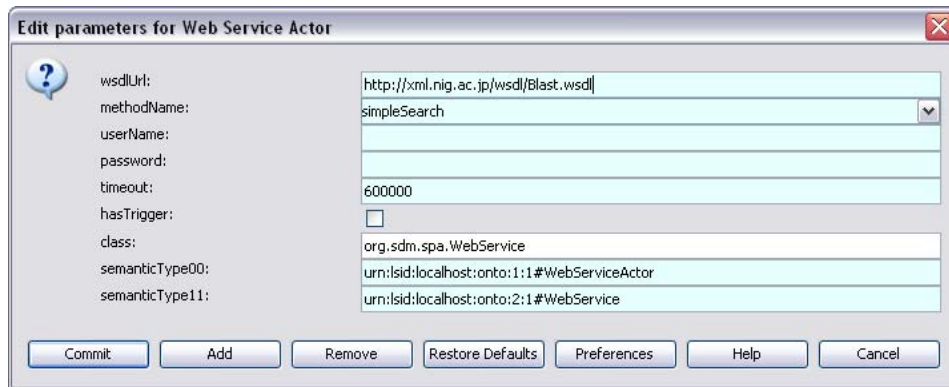 Edit parameters for Web Service Actor
wsdlUrl: http://xml.nig.ac.jp/wsdl/Blast.wsdl
methodName: simpleSearch
userName:
password:
timeout: 600000
hasTrigger:
class: org.sdm.spa.WebService
semanticType00: urn:lsid:localhost:onto:1:1#WebServiceActor
semanticType11: urn:lsid:localhost:onto:2:1#WebService
Commit Add Remove Restore Defaults Preferences Help Cancel